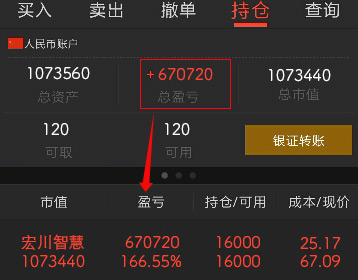 买入 卖出 撤单 持仓 查询
人民币账户
1073560 +670720 1073440
总资产 总盈亏 总市值
120 120 银证转账
可取 可用
市值 盈亏 持仓/可用 成本/现价
宏川智慧 670720 16000 25.17
1073440 166.55% 16000 67.09